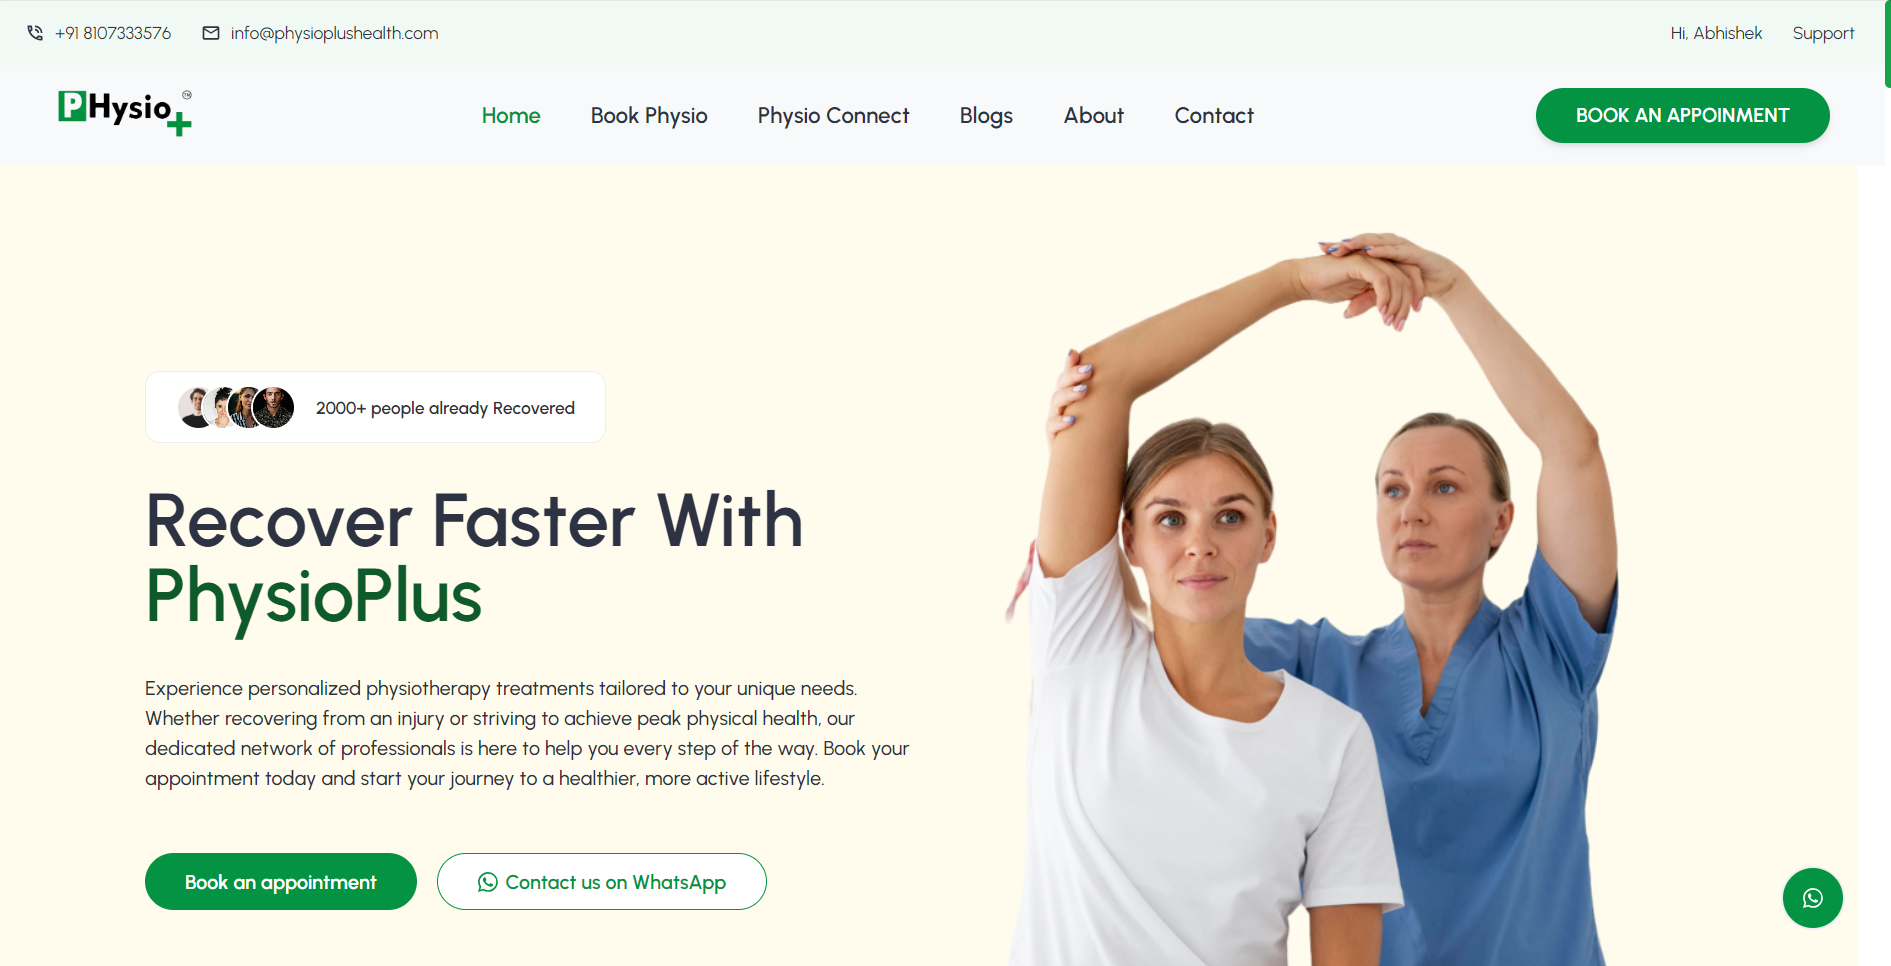 +91 8107333576
info@physioplushealth.com
Hi, Abhishek
Support
PHysio
TM
Home
Book Physio
Physio Connect
Blogs
About
Contact
BOOK AN APPOINMENT
2000+ people already Recovered
Recover Faster With
PhysioPlus
Experience personalized physiotherapy treatments tailored to your unique needs.
Whether recovering from an injury or striving to achieve peak physical health, our
dedicated network of professionals is here to help you every step of the way. Book your
appointment today and start your journey to a healthier, more active lifestyle.
Book an appointment
Contact us on WhatsApp